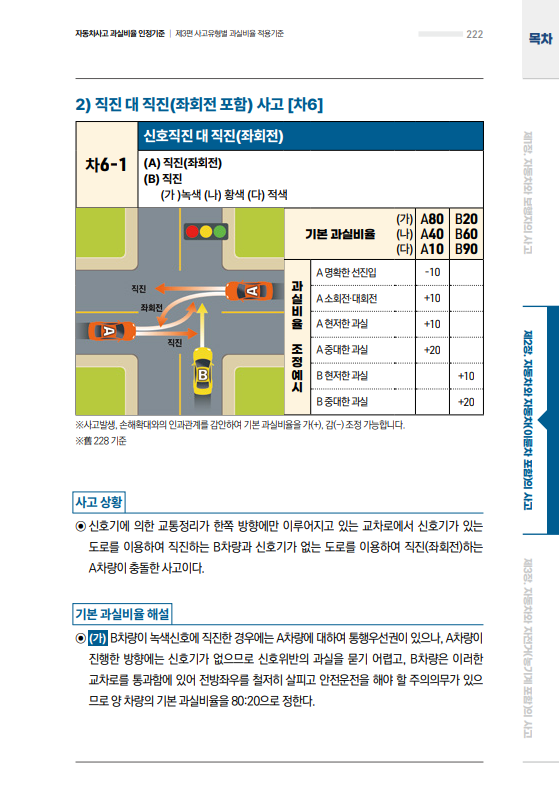 자동차사고 과실비율 인정기준 | 제3편 사고유형별 과실비율 적용기준
222
목차
2) 직진 대 직진(좌회전 포함) 사고 [차6]
차6-1
신호직진 대 직진(좌회전)
(A) 직진(좌회전)
(B) 직진
(가 )녹색 (나) 황색 (다) 적색
직진
좌회전
직진
A
A
B
기본 과실비율
(가) A80 B20
(나) A40 B60
(다) A10 B90
과실비율 조정예시
A 명확한 선진입 -10
A 소회전·대회전 +10
A 현저한 과실 +10
A 중대한 과실 +20
B 현저한 과실 +10
B 중대한 과실 +20
※사고발생, 손해확대와의 인과관계를 감안하여 기본 과실비율을 가(+), 감(-) 조정 가능합니다.
※舊 228 기준
사고 상황
◉ 신호기에 의한 교통정리가 한쪽 방향에만 이루어지고 있는 교차로에서 신호기가 있는
도로를 이용하여 직진하는 B차량과 신호기가 없는 도로를 이용하여 직진(좌회전)하는
A차량이 충돌한 사고이다.
기본 과실비율 해설
◉ (가) B차량이 녹색신호에 직진한 경우에는 A차량에 대하여 통행우선권이 있으나, A차량이
진행한 방향에는 신호기가 없으므로 신호위반의 과실을 묻기 어렵고, B차량은 이러한
교차로를 통과함에 있어 전방좌우를 철저히 살피고 안전운전을 해야 할 주의의무가 있으
므로 양 차량의 기본 과실비율을 80:20으로 정한다.
제1장. 자동차와 보행자의 사고
제2장. 자동차와 자동차(이륜차 포함)의 사고
제3장. 자동차와 자전거(농기계 포함)의 사고